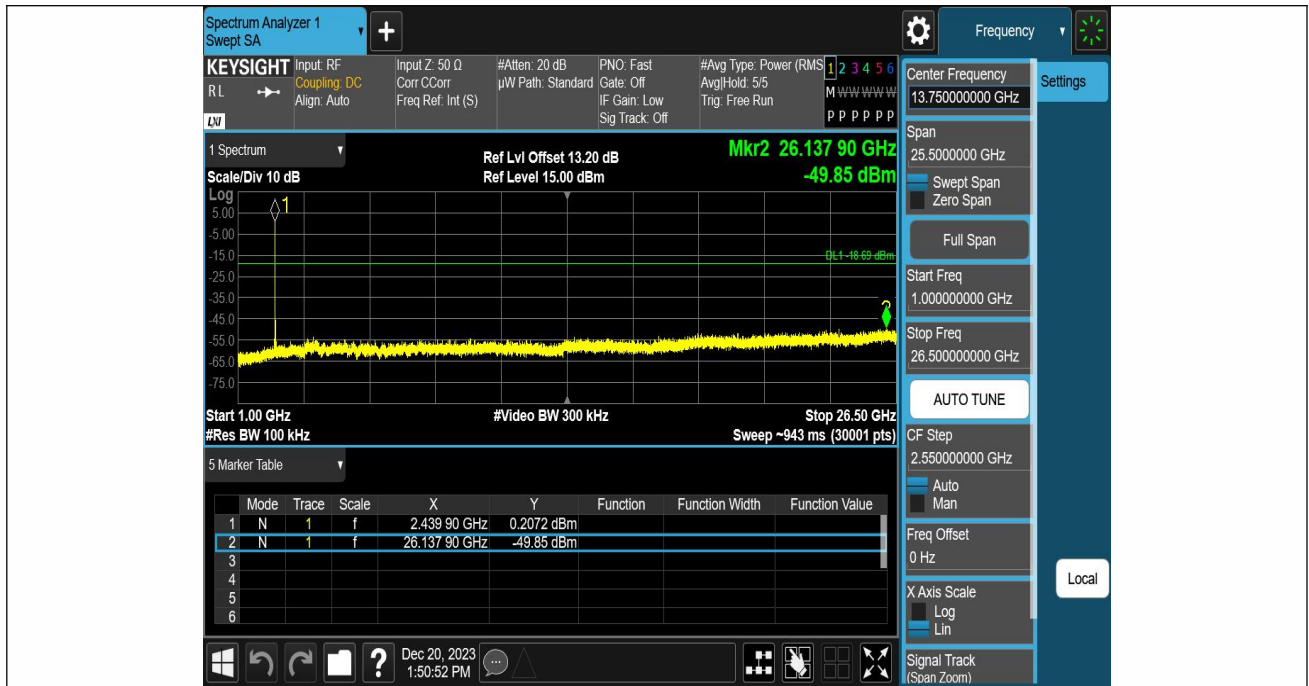 Spectrum Analyzer 1
Swept SA
+
Frequency
KEYSIGHT
RL
LXI
Input: RF
Coupling: DC
Align: Auto
Input Z: 50 Ω
Corr CCorr
Freq Ref: Int (S)
#Atten: 20 dB
µW Path: Standard
PNO: Fast
Gate: Off
IF Gain: Low
Sig Track: Off
#Avg Type: Power (RMS
Avg|Hold: 5/5
Trig: Free Run
1 2 3 4 5 6
M W W W W W
P P P P P P
1 Spectrum
Scale/Div 10 dB
Ref Lvl Offset 13.20 dB
Ref Level 15.00 dBm
Mkr2 26.137 90 GHz
-49.85 dBm
Log
1
5.00
-5.00
-15.0
DL1 -18.69 dBm
-25.0
-35.0
-45.0
-55.0
-65.0
-75.0
Start 1.00 GHz
#Video BW 300 kHz
Stop 26.50 GHz
#Res BW 100 kHz
Sweep ~943 ms (30001 pts)
5 Marker Table
Mode Trace Scale X Y Function Function Width Function Value
1 N 1 f 2.439 90 GHz 0.2072 dBm
2 N 1 f 26.137 90 GHz -49.85 dBm
3
4
5
6
?
Dec 20, 2023
1:50:52 PM
Center Frequency
13.750000000 GHz
Settings
Span
25.5000000 GHz
Swept Span
Zero Span
Full Span
Start Freq
1.000000000 GHz
Stop Freq
26.500000000 GHz
AUTO TUNE
CF Step
2.550000000 GHz
Auto
Man
Freq Offset
0 Hz
Local
X Axis Scale
Log
Lin
Signal Track
(Span Zoom)